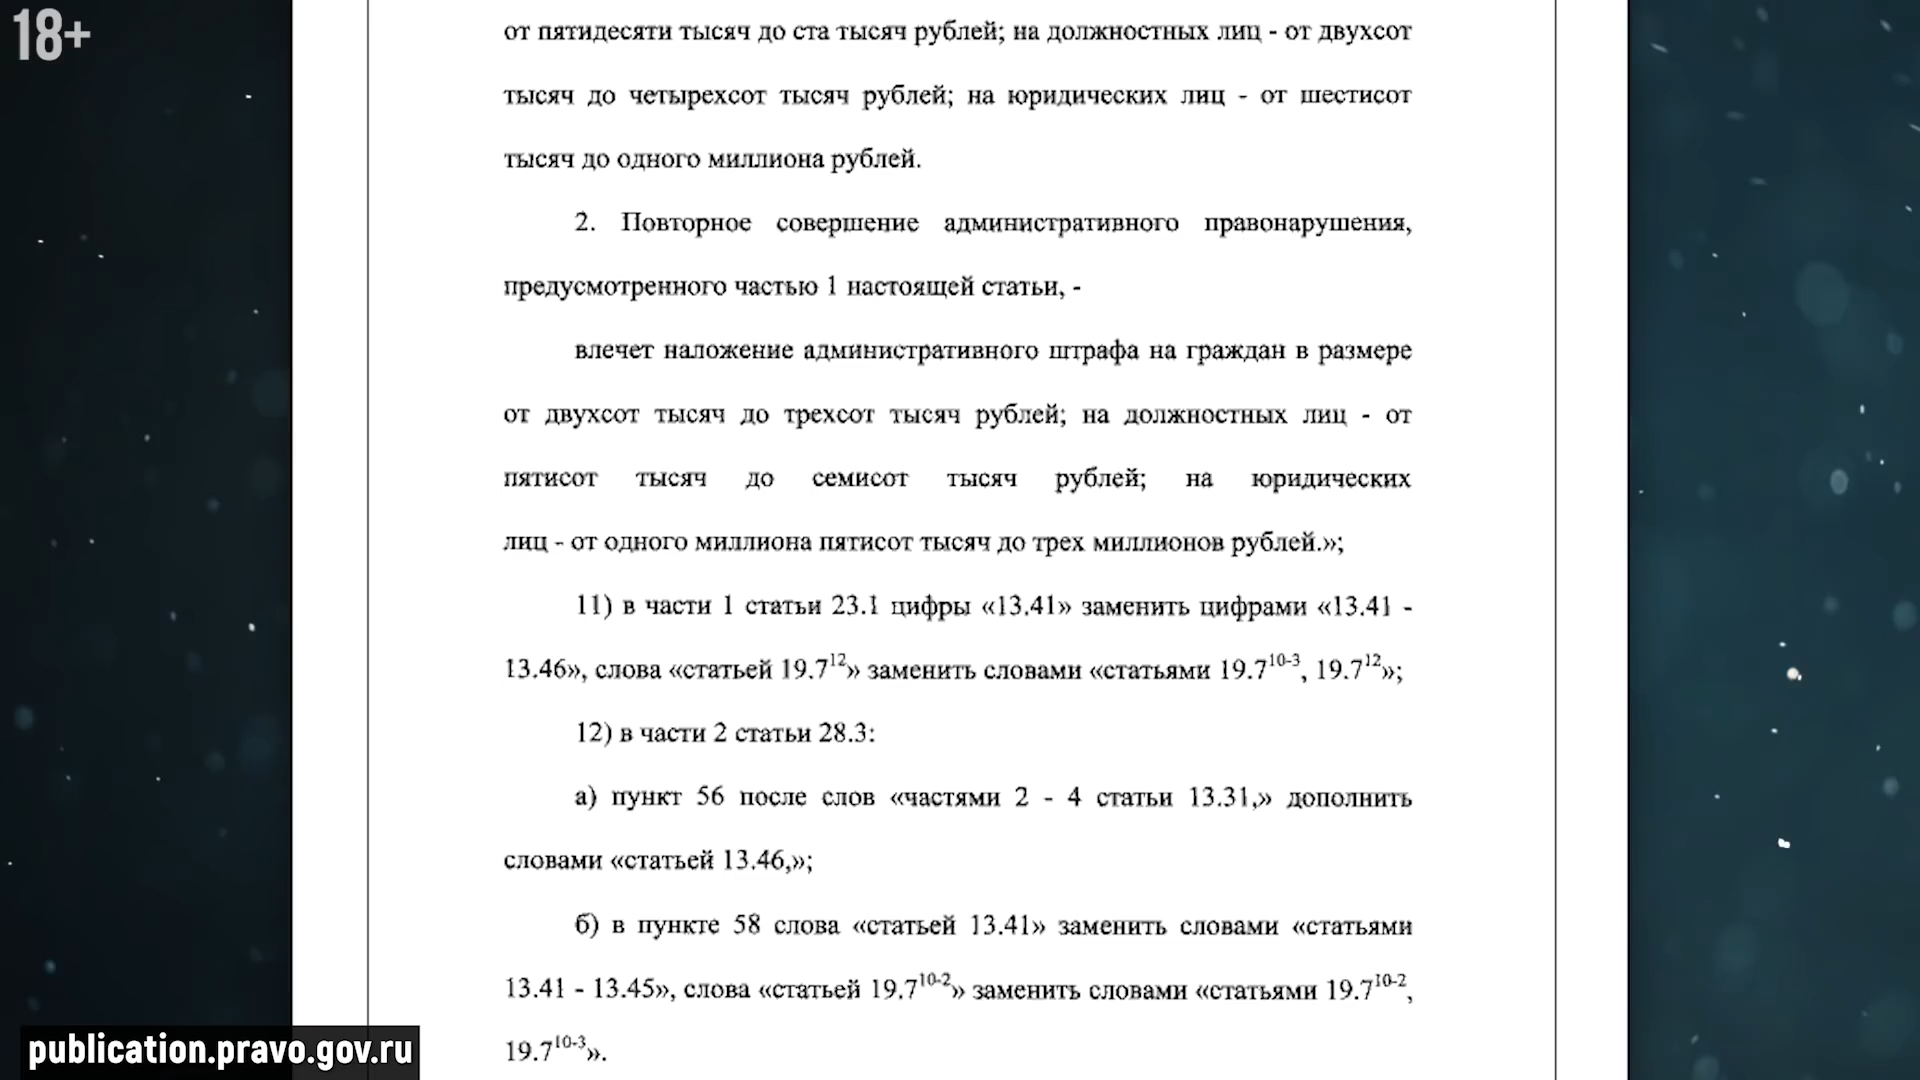 18+
от пятидесяти тысяч до ста тысяч рублей; на должностных лиц - от двухсот
тысяч до четырехсот тысяч рублей; на юридических лиц - от шестисот
тысяч до одного миллиона рублей.
2. Повторное совершение административного правонарушения,
предусмотренного частью 1 настоящей статьи, -
влечет наложение административного штрафа на граждан в размере
от двухсот тысяч до трехсот тысяч рублей; на должностных лиц - от
пятисот тысяч до семисот тысяч рублей; на юридических
лиц - от одного миллиона пятисот тысяч до трех миллионов рублей.»;
11) в части 1 статьи 23.1 цифры «13.41» заменить цифрами «13.41 -
13.46», слова «статьей 19.7¹²» заменить словами «статьями 19.7¹⁰⁻³, 19.7¹²»;
12) в части 2 статьи 28.3:
а) пункт 56 после слов «частями 2 - 4 статьи 13.31,» дополнить
словами «статьей 13.46,»;
б) в пункте 58 слова «статьей 13.41» заменить словами «статьями
13.41 - 13.45», слова «статьей 19.7¹⁰⁻²» заменить словами «статьями 19.7¹⁰⁻²,
19.7¹⁰⁻³».
publication.pravo.gov.ru